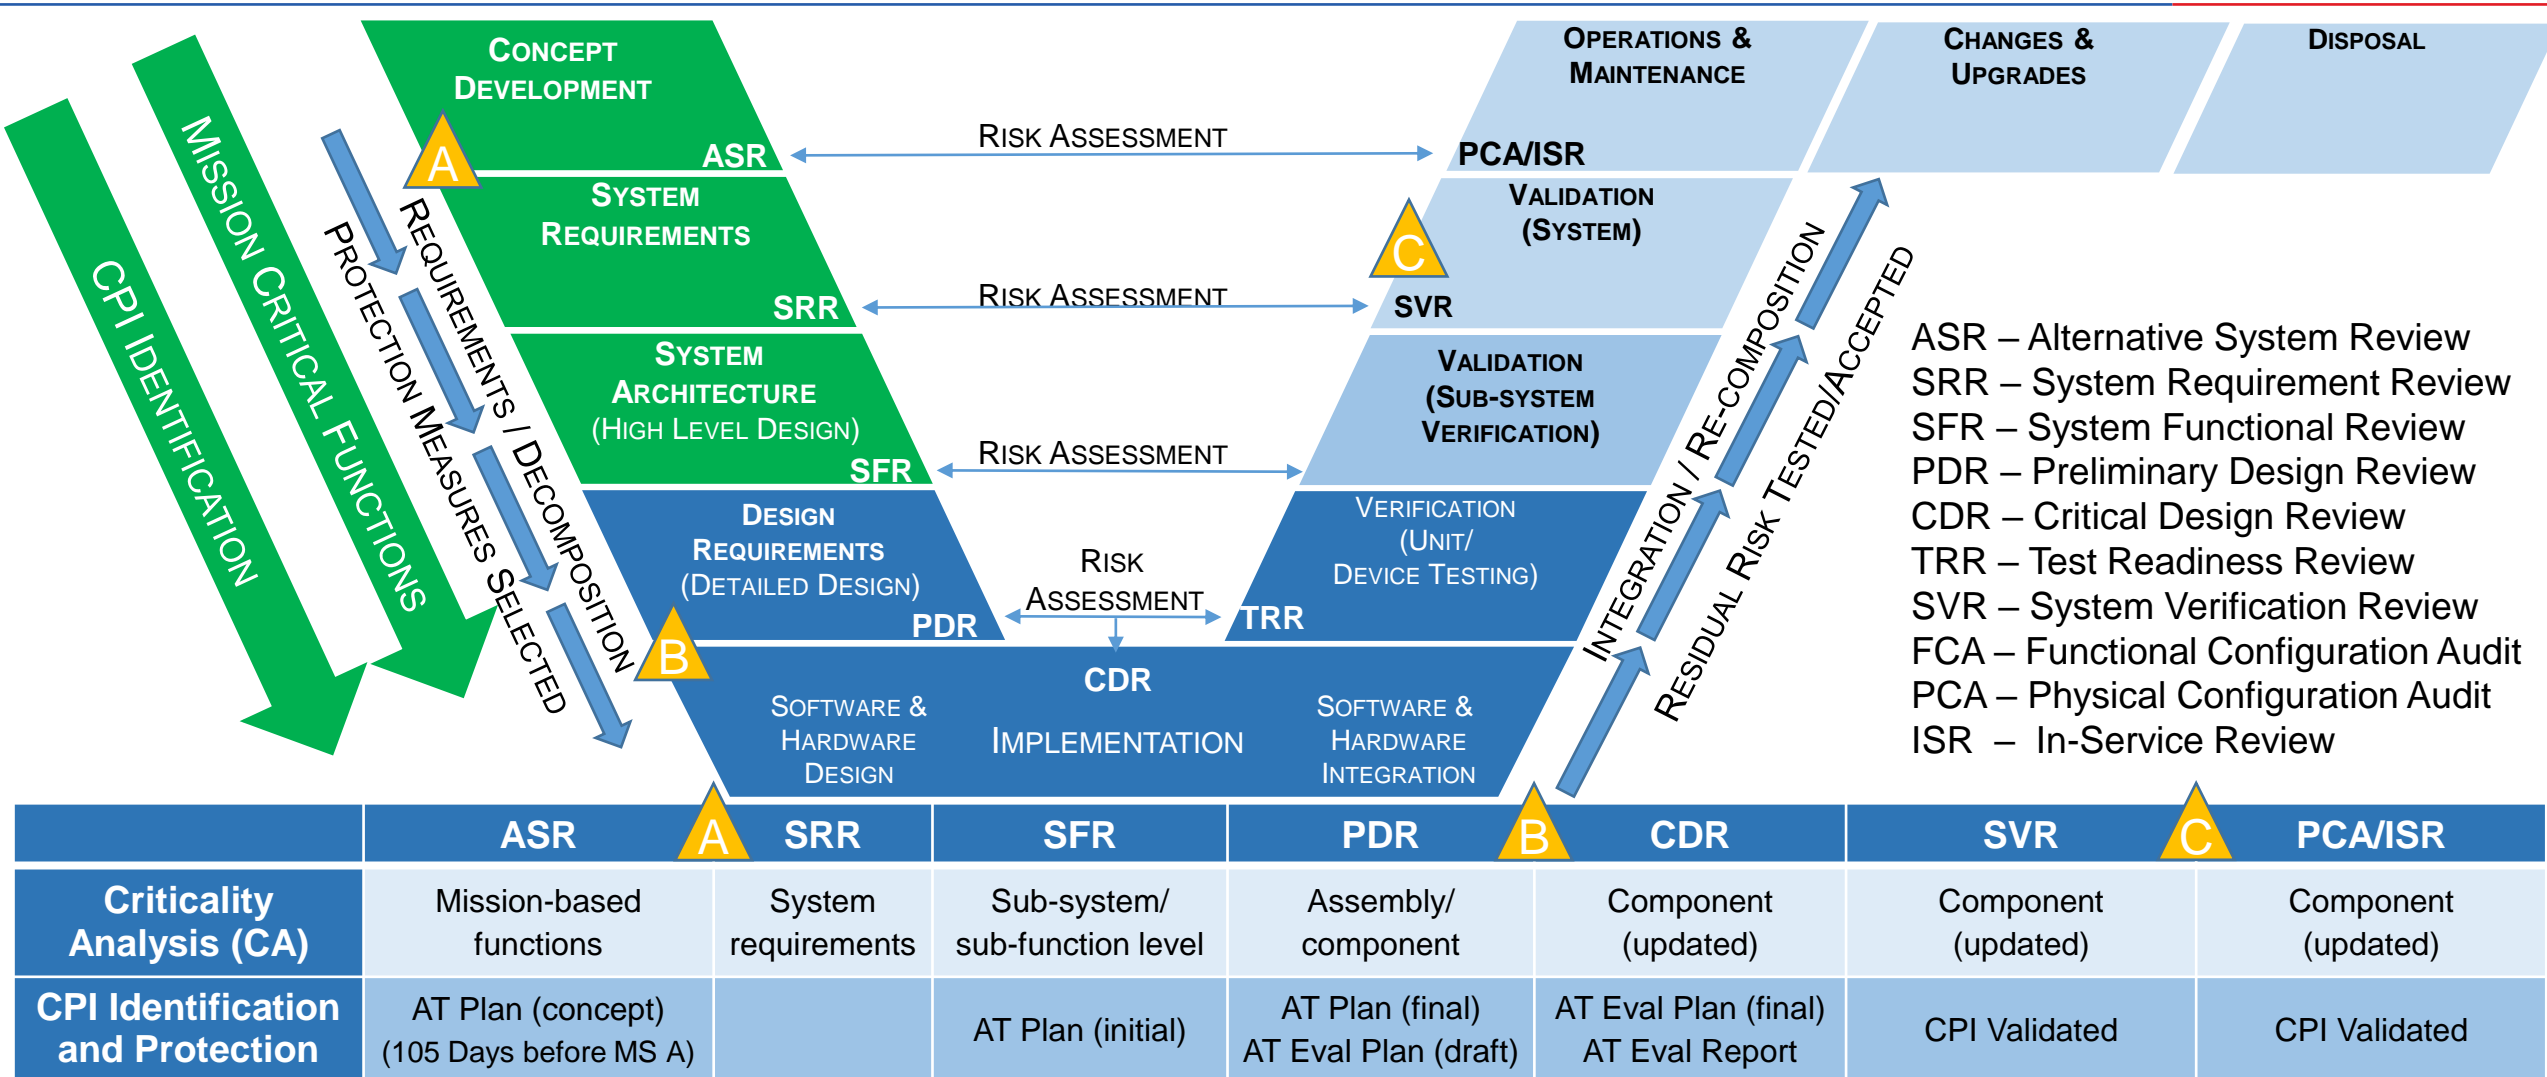 CONCEPT
DEVELOPMENT
ASR
A
SYSTEM
REQUIREMENTS
SRR
SYSTEM
ARCHITECTURE
(HIGH LEVEL DESIGN)
SFR
DESIGN
REQUIREMENTS
(DETAILED DESIGN)
PDR
B
CPI IDENTIFICATION
MISSION CRITICAL FUNCTIONS
PROTECTION MEASURES SELECTED
REQUIREMENTS / DECOMPOSITION
RISK ASSESSMENT
RISK ASSESSMENT
RISK ASSESSMENT
RISK
ASSESSMENT
CDR
SOFTWARE &
HARDWARE
DESIGN
IMPLEMENTATION
SOFTWARE &
HARDWARE
INTEGRATION
OPERATIONS &
MAINTENANCE
PCA/ISR
CHANGES &
UPGRADES
DISPOSAL
VALIDATION
(SYSTEM)
C
SVR
VALIDATION
(SUB-SYSTEM
VERIFICATION)
VERIFICATION
(UNIT/
DEVICE TESTING)
TRR
INTEGRATION / RE-COMPOSITION
RESIDUAL RISK TESTED/ACCEPTED
ASR – Alternative System Review
SRR – System Requirement Review
SFR – System Functional Review
PDR – Preliminary Design Review
CDR – Critical Design Review
TRR – Test Readiness Review
SVR – System Verification Review
FCA – Functional Configuration Audit
PCA – Physical Configuration Audit
ISR – In-Service Review
ASR A SRR SFR PDR B CDR SVR C PCA/ISR
Criticality
Analysis (CA)
Mission-based
functions
System
requirements
Sub-system/
sub-function level
Assembly/
component
Component
(updated)
Component
(updated)
Component
(updated)
CPI Identification
and Protection
AT Plan (concept)
(105 Days before MS A)
AT Plan (initial)
AT Plan (final)
AT Eval Plan (draft)
AT Eval Plan (final)
AT Eval Report
CPI Validated
CPI Validated